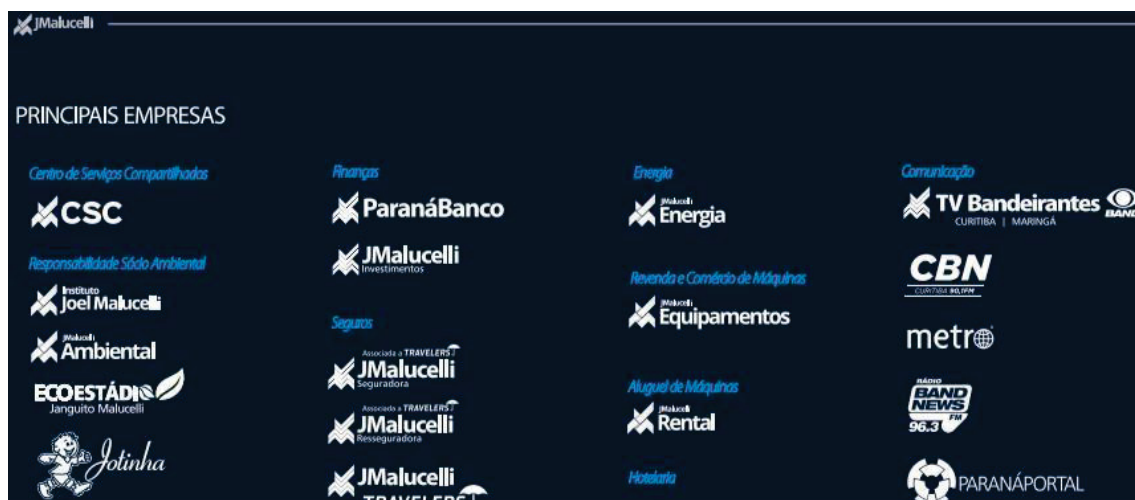 JMalucelli
PRINCIPAIS EMPRESAS
Centro de Serviços Compartilhados
CSC
Responsabilidade Sócio Ambiental
Instituto
Joel Malucelli
JMalucelli
Ambiental
ECOESTÁDIO
Janguito Malucelli
Jotinha
Finanças
ParanáBanco
JMalucelli
Investimentos
Seguros
Associada a TRAVELERS
JMalucelli
Seguradora
Associada a TRAVELERS
JMalucelli
Resseguradora
JMalucelli
TRAVELERS
Energia
JMalucelli
Energia
Revenda e Comércio de Máquinas
JMalucelli
Equipamentos
Aluguel de Máquinas
JMalucelli
Rental
Hotelaria
Comunicação
TV Bandeirantes
BAND
CURITIBA | MARINGÁ
CBN
CURITIBA 90,1FM
metro
RÁDIO
BAND
NEWS
FM
96.3
PARANÁPORTAL